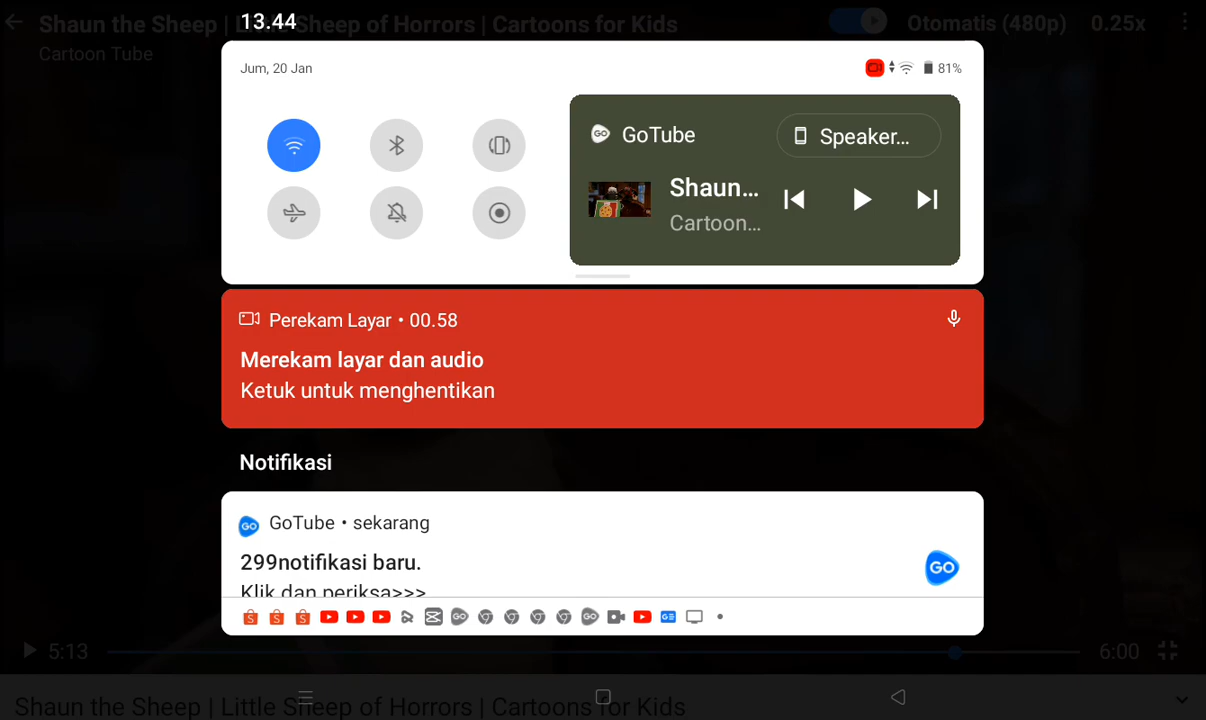 Shaun the Sheep | Little Sheep of Horrors | Cartoons for Kids
13.44
Otomatis (480p)
0.25x
Cartoon Tube
Jum, 20 Jan
81%
GO
GoTube
Speaker...
Shaun...
Cartoon...
Perekam Layar • 00.58
Merekam layar dan audio
Ketuk untuk menghentikan
Notifikasi
GO
GoTube • sekarang
299notifikasi baru.
GO
Klik dan periksa>>>
5:13
6:00
Shaun the Sheep | Little Sheep of Horrors | Cartoons for Kids